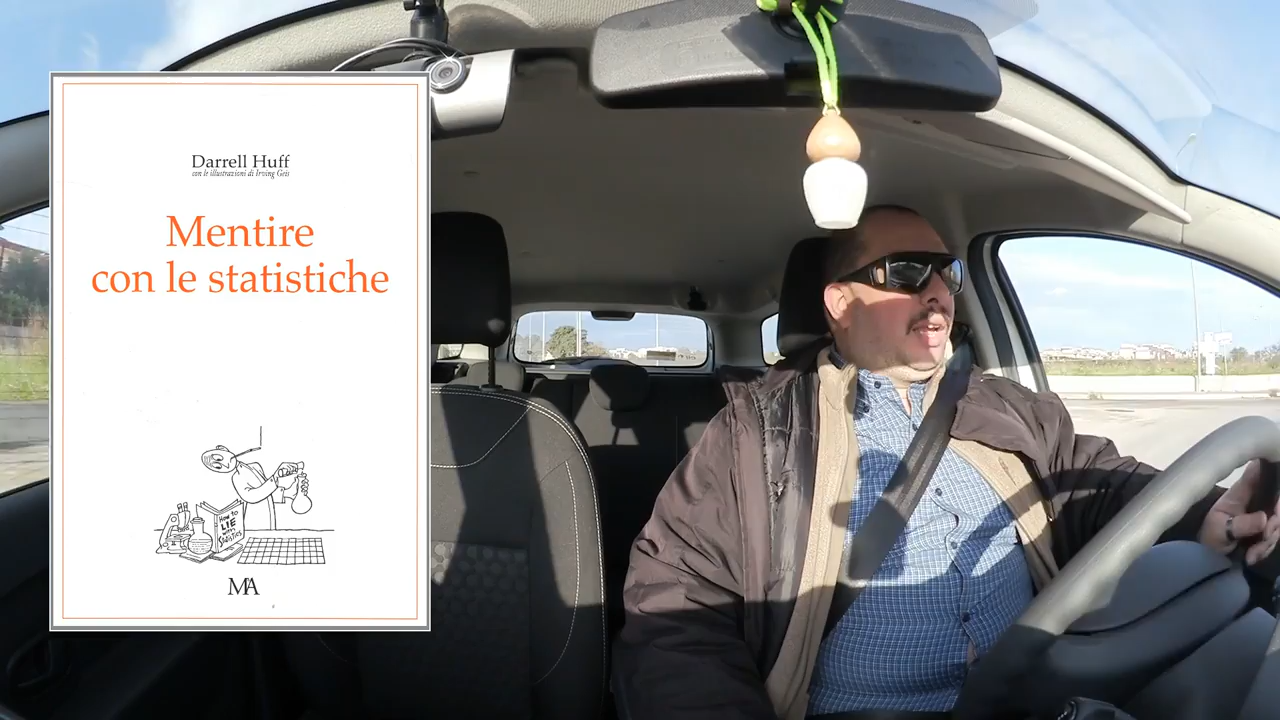 Darrell Huff
con le illustrazioni di Irving Geis
Mentire
con le statistiche
HOW TO
LIE
WITH
STATISTICS
MA